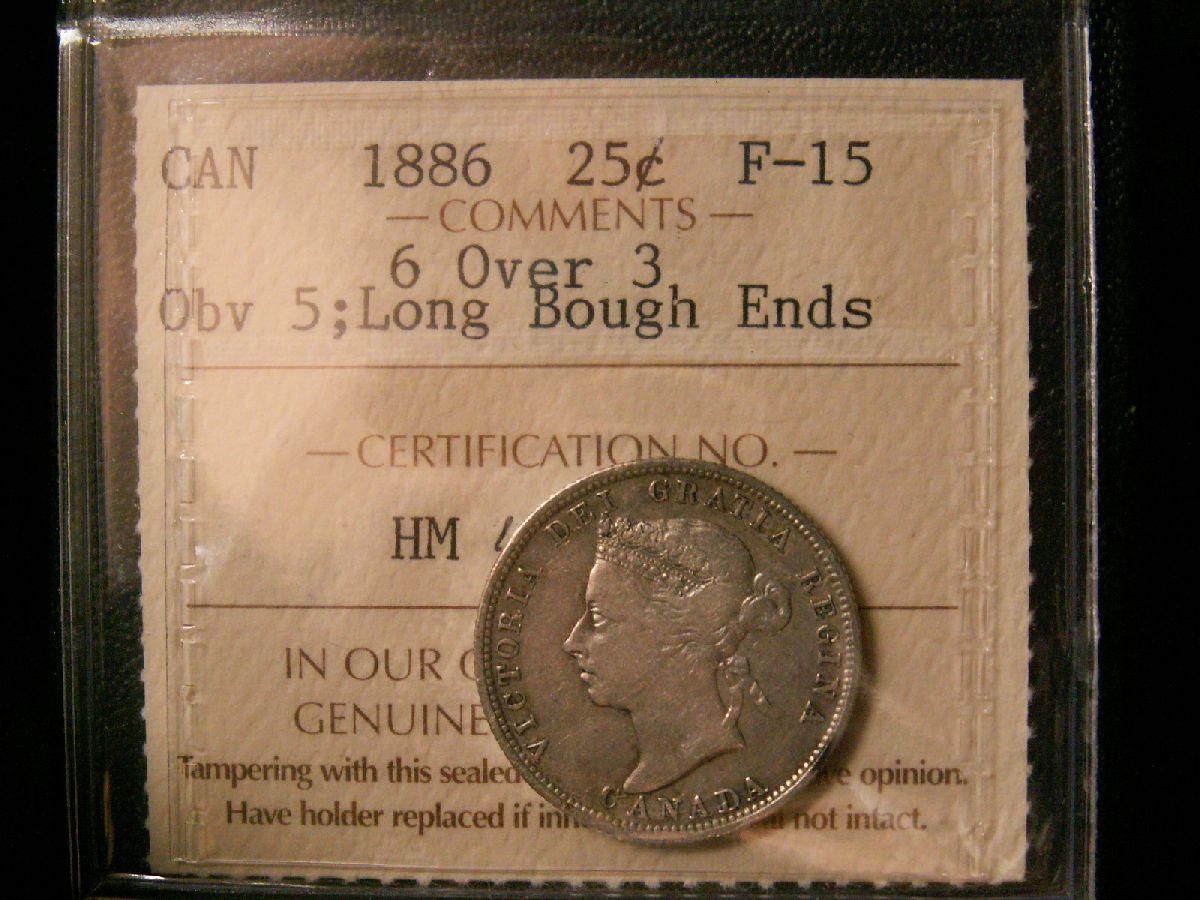 CAN 1886 25¢ F-15
— COMMENTS —
6 Over 3
Obv 5;Long Bough Ends
— CERTIFICATION NO. —
HM
IN OUR
GENUINE
Tampering with this sealed opinion.
Have holder replaced if not intact.
VICTORIA DEI GRATIA REGINA
CANADA